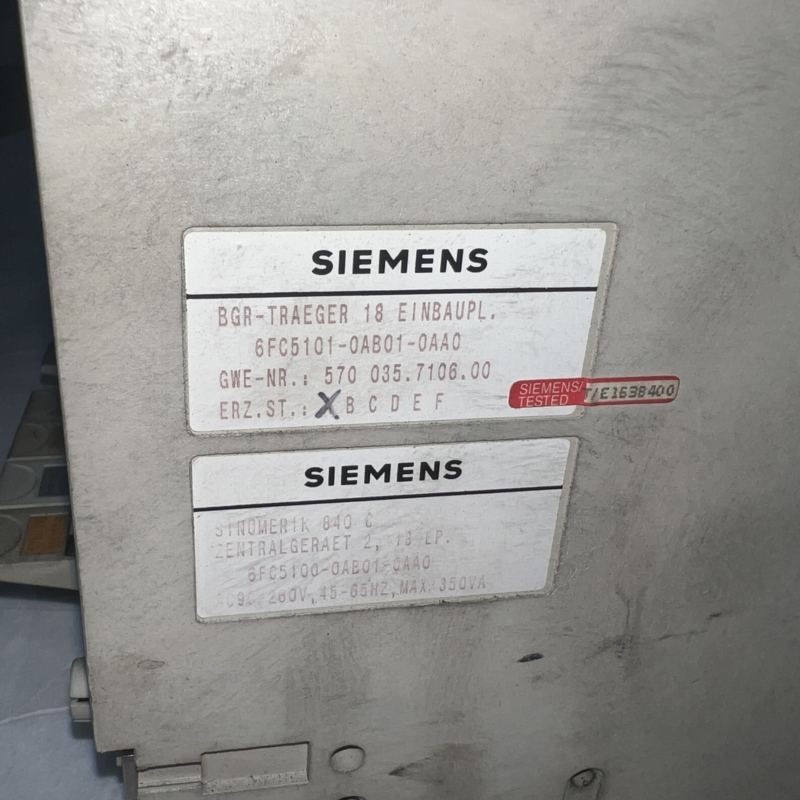 SIEMENS
BGR-TRAEGER 18 EINBAUPL.
6FC5101-0AB01-0AA0
GWE-NR.: 570 035.7106.00
ERZ.ST.: X B C D E F
SIEMENS/
TESTED
T/E1638400
SIEMENS
SINUMERIK 840 C
ZENTRALGERAET 2, 18 EP.
6FC5100-0AB01-0AA0
260V,45-65HZ,MAX.350VA